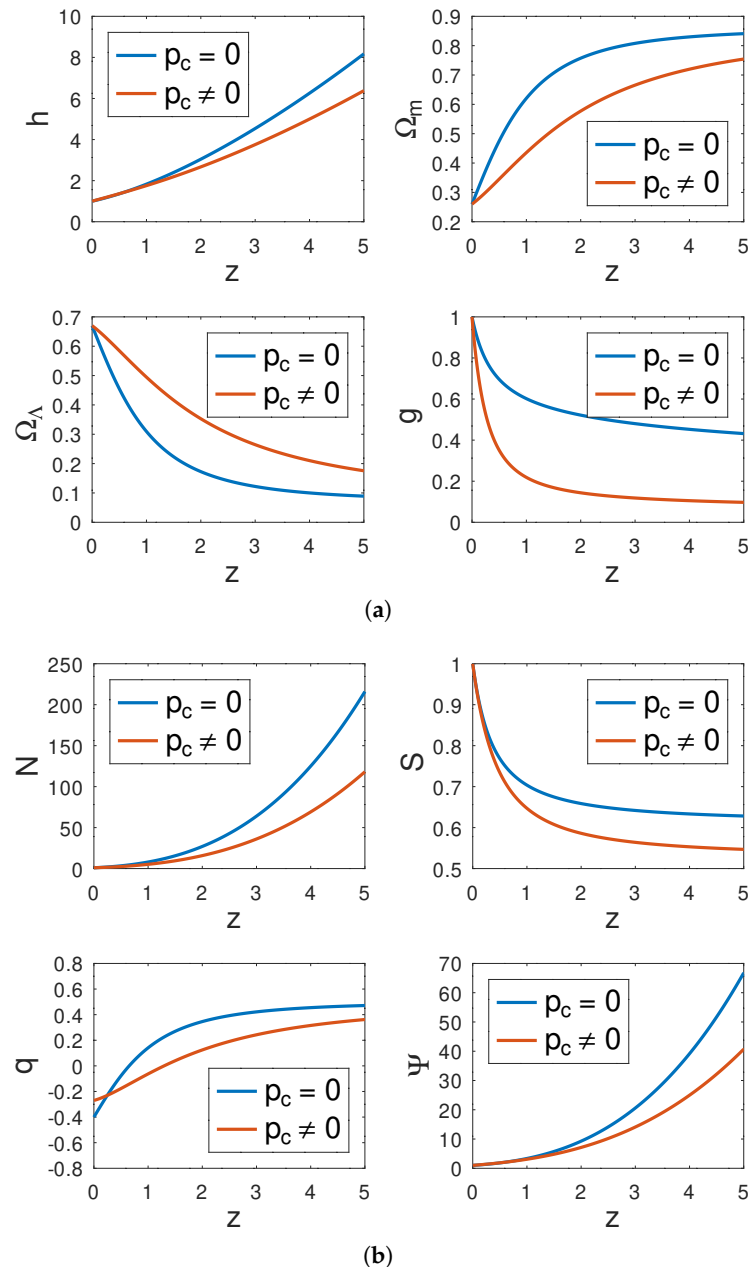 10
8
6
4
2
0
h
p_c = 0
p_c ≠ 0
0 1 2 3 4 5
z
0.9
0.8
0.7
0.6
0.5
0.4
0.3
0.2
Ω_m
p_c = 0
p_c ≠ 0
0 1 2 3 4 5
z
0.7
0.6
0.5
0.4
0.3
0.2
0.1
0
Ω_Λ
p_c = 0
p_c ≠ 0
0 1 2 3 4 5
z
1
0.8
0.6
0.4
0.2
0
g
p_c = 0
p_c ≠ 0
0 1 2 3 4 5
z
(a)
250
200
150
100
50
0
N
p_c = 0
p_c ≠ 0
0 1 2 3 4 5
z
1
0.9
0.8
0.7
0.6
0.5
S
p_c = 0
p_c ≠ 0
0 1 2 3 4 5
z
0.8
0.6
0.4
0.2
0
-0.2
-0.4
-0.6
-0.8
q
p_c = 0
p_c ≠ 0
0 1 2 3 4 5
z
70
60
50
40
30
20
10
0
Ψ
p_c = 0
p_c ≠ 0
0 1 2 3 4 5
z
(b)